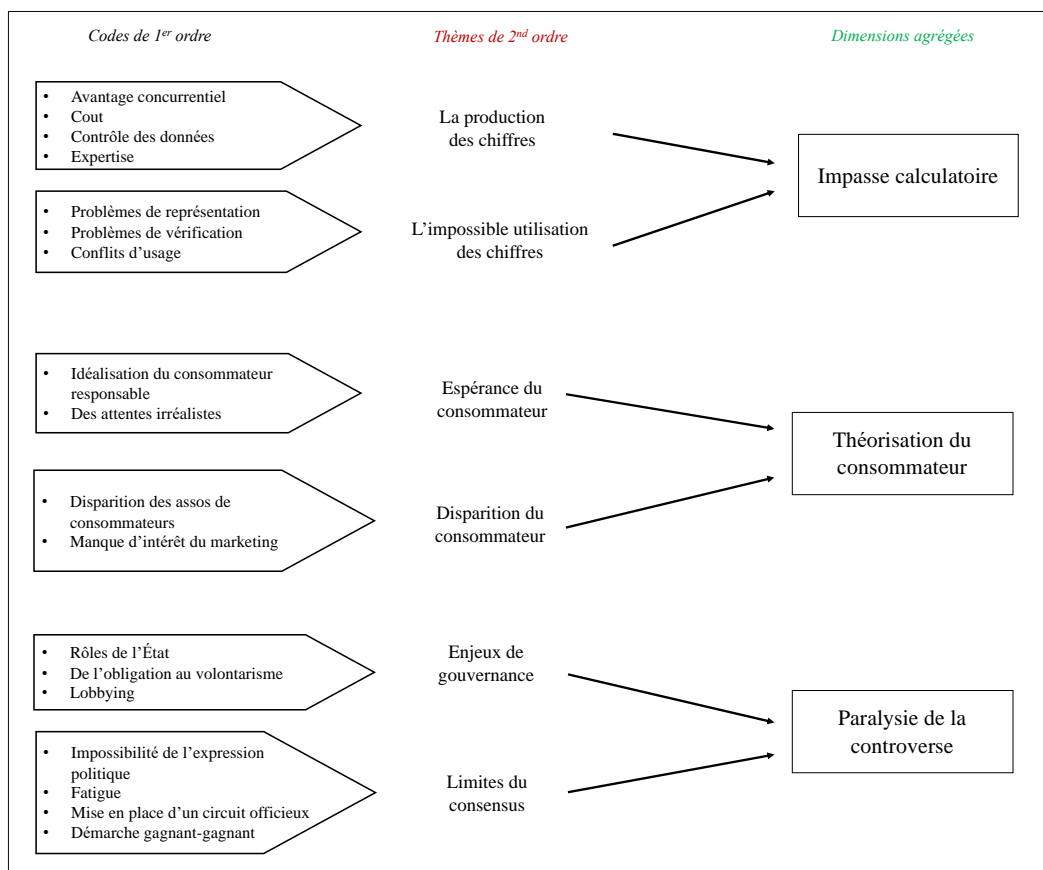 Codes de 1er ordre
Thèmes de 2nd ordre
Dimensions agrégées
• Avantage concurrentiel
• Cout
• Contrôle des données
• Expertise
La production
des chiffres
Impasse calculatoire
• Problèmes de représentation
• Problèmes de vérification
• Conflits d’usage
L’impossible utilisation
des chiffres
• Idéalisation du consommateur
responsable
• Des attentes irréalistes
Espérance du
consommateur
Théorisation du
consommateur
• Disparition des assos de
consommateurs
• Manque d’intérêt du marketing
Disparition du
consommateur
• Rôles de l’État
• De l’obligation au volontarisme
• Lobbying
Enjeux de
gouvernance
Paralysie de la
controverse
• Impossibilité de l’expression
politique
• Fatigue
• Mise en place d’un circuit officieux
• Démarche gagnant-gagnant
Limites du
consensus